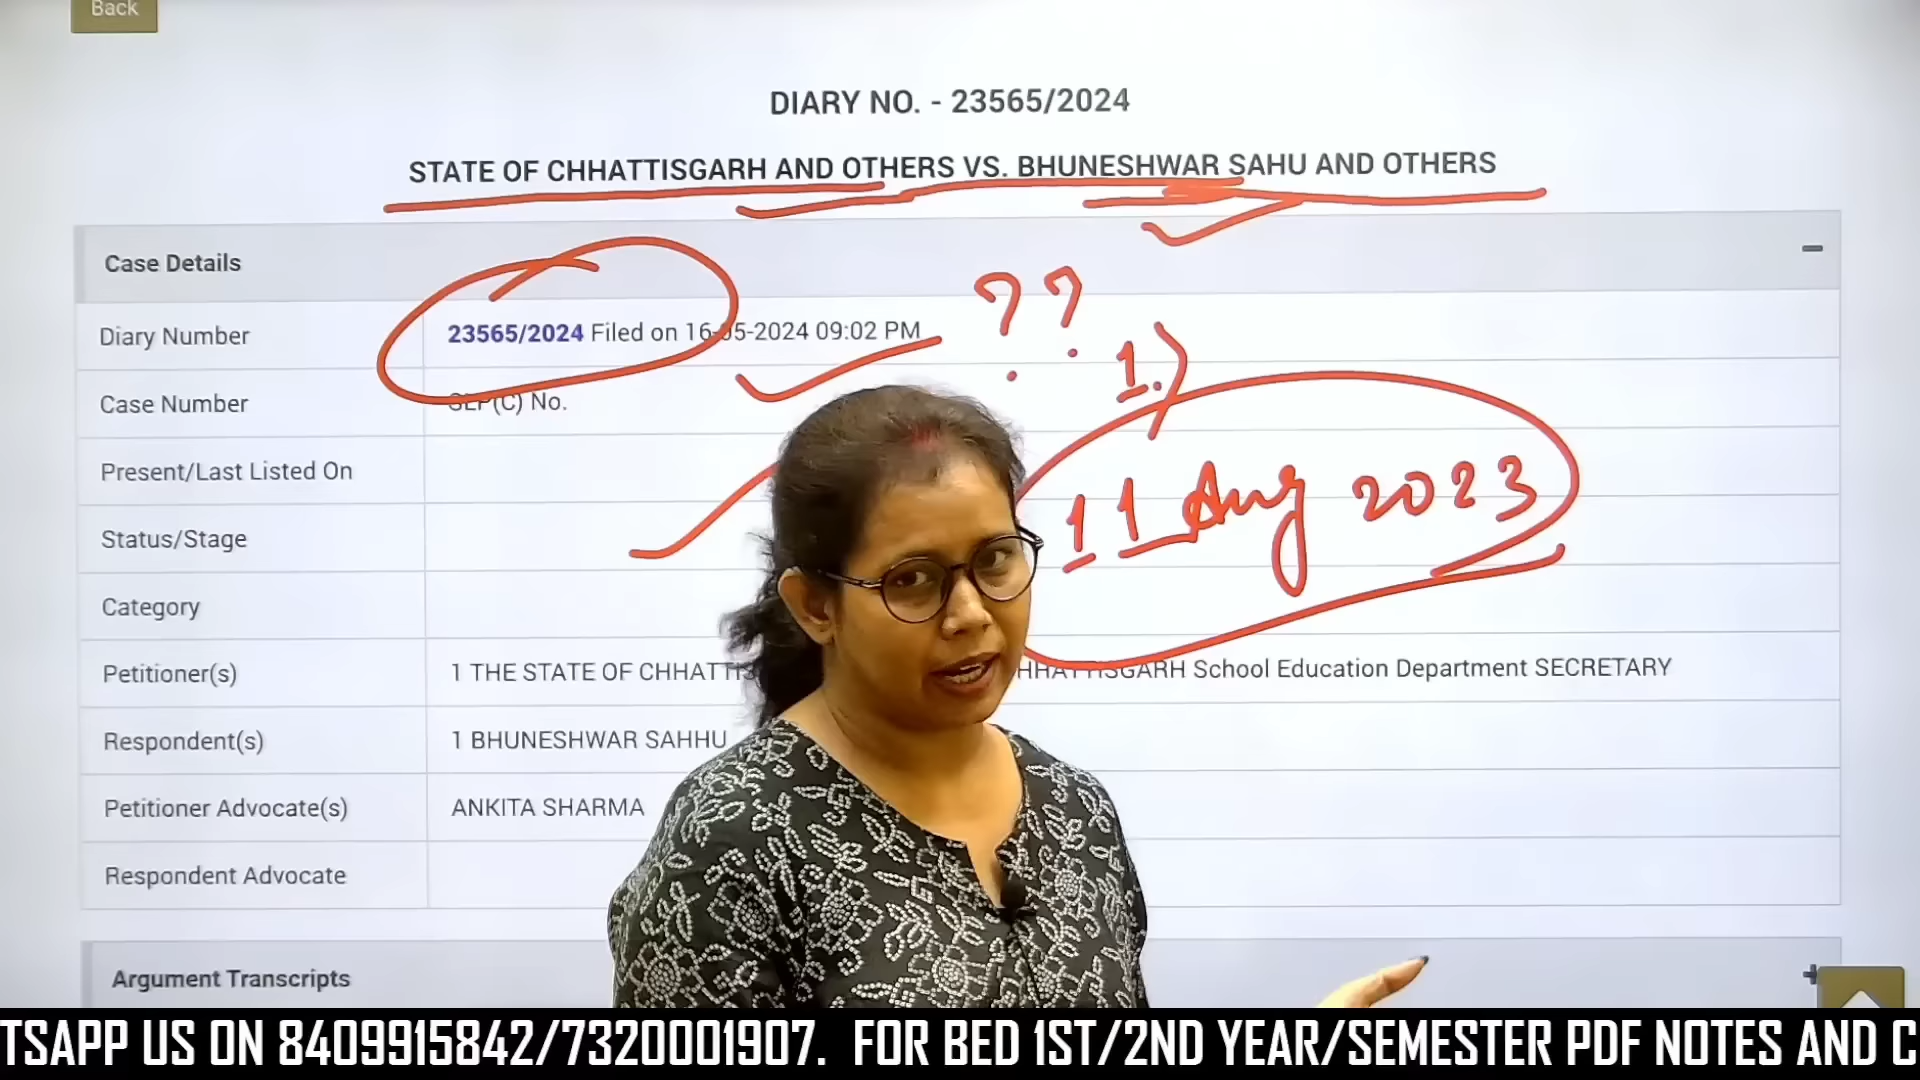 Back
DIARY NO. - 23565/2024
STATE OF CHHATTISGARH AND OTHERS VS. BHUNESHWAR SAHU AND OTHERS
Case Details
Diary Number 23565/2024 Filed on 16-05-2024 09:02 PM
??
1.)
Case Number SLP(C) No.
Present/Last Listed On
11 Aug 2023
Status/Stage
Category
Petitioner(s) 1 THE STATE OF CHHATTIS HHATTISGARH School Education Department SECRETARY
Respondent(s) 1 BHUNESHWAR SAHHU
Petitioner Advocate(s) ANKITA SHARMA
Respondent Advocate
Argument Transcripts
TSAPP US ON 8409915842/7320001907. FOR BED 1ST/2ND YEAR/SEMESTER PDF NOTES AND C